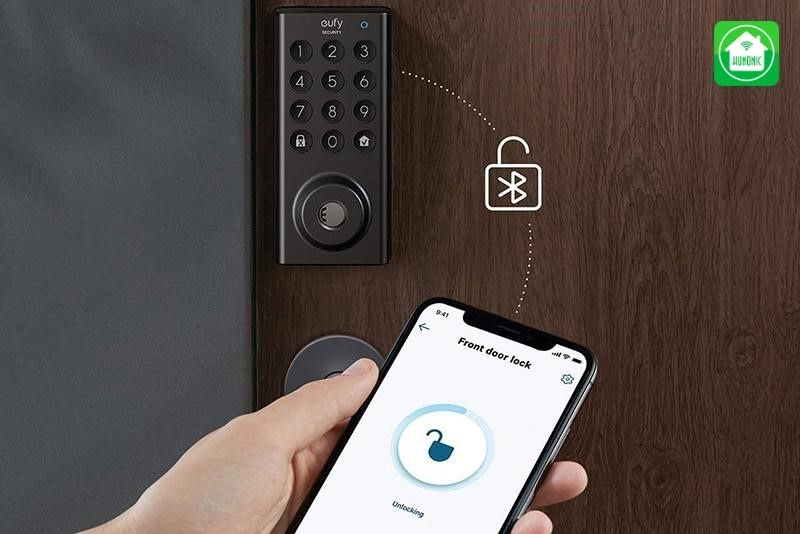 eufy
SECURITY
1 2 3
4 5 6
7 8 9
0
HUNONIC
9:41
Front door lock
Unlocking